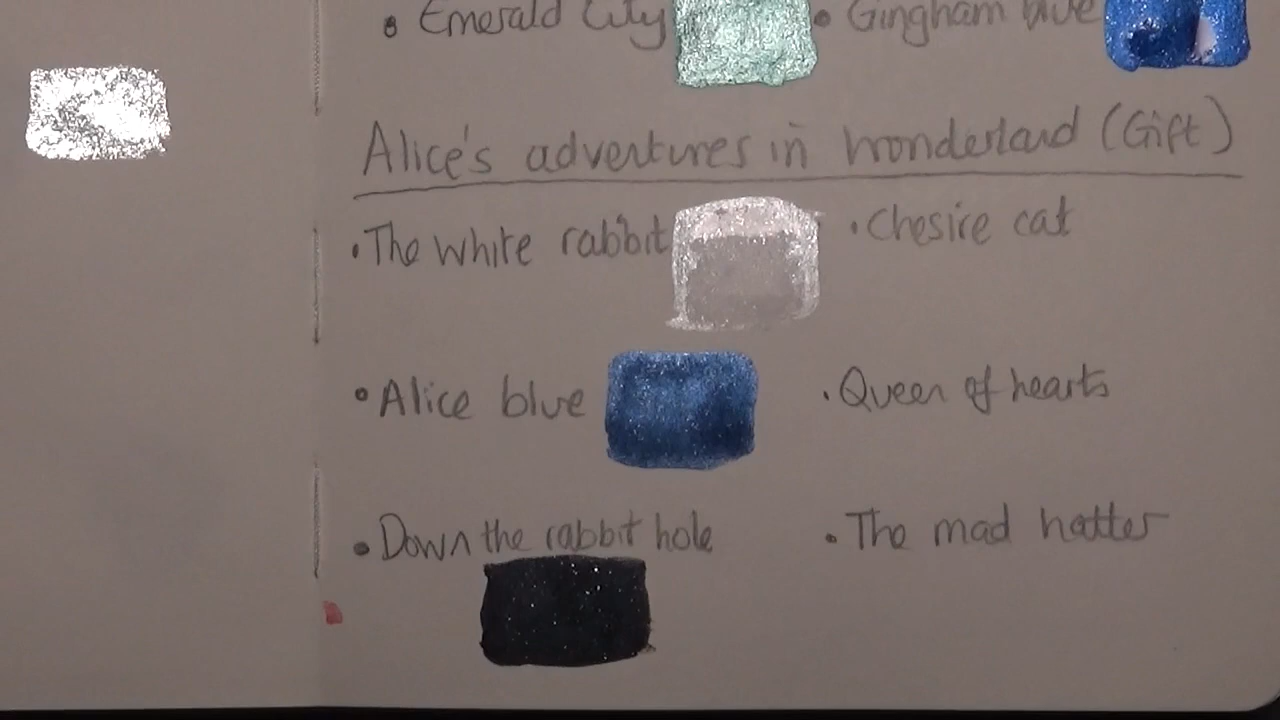 Emerald City • Gingham blue
Alice's adventures in wonderland (Gift)
• The white rabbit • Chesire cat
• Alice blue • Queen of hearts
• Down the rabbit hole • The mad hatter